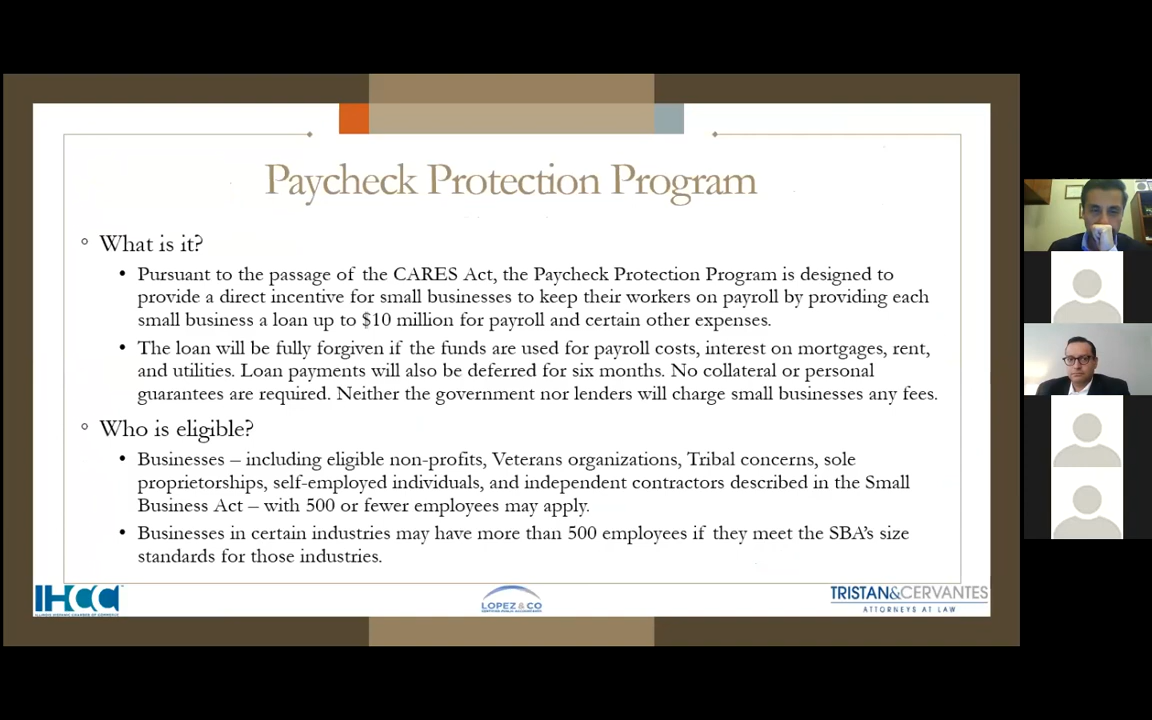 Paycheck Protection Program
What is it?
Pursuant to the passage of the CARES Act, the Paycheck Protection Program is designed to
provide a direct incentive for small businesses to keep their workers on payroll by providing each
small business a loan up to $10 million for payroll and certain other expenses.
The loan will be fully forgiven if the funds are used for payroll costs, interest on mortgages, rent,
and utilities. Loan payments will also be deferred for six months. No collateral or personal
guarantees are required. Neither the government nor lenders will charge small businesses any fees.
Who is eligible?
Businesses – including eligible non-profits, Veterans organizations, Tribal concerns, sole
proprietorships, self-employed individuals, and independent contractors described in the Small
Business Act – with 500 or fewer employees may apply.
Businesses in certain industries may have more than 500 employees if they meet the SBA's size
standards for those industries.
IHCC
ILLINOIS HISPANIC CHAMBER OF COMMERCE
LOPEZ & CO
CERTIFIED PUBLIC ACCOUNTANTS
TRISTAN&CERVANTES
ATTORNEYS AT LAW